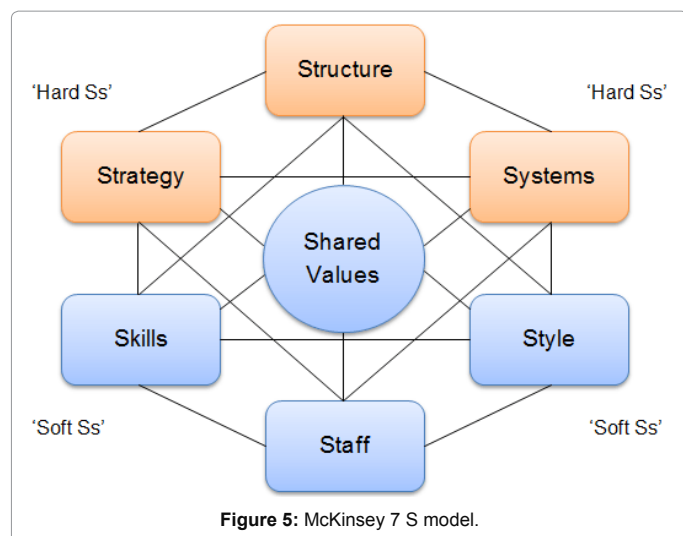 Structure
'Hard Ss'
'Hard Ss'
Strategy
Systems
Shared
Values
Skills
Style
'Soft Ss'
'Soft Ss'
Staff
Figure 5: McKinsey 7 S model.